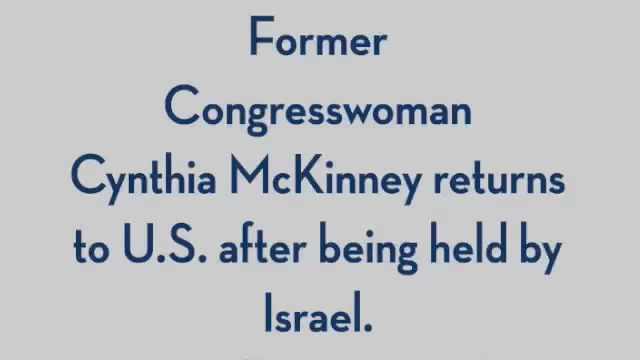 Former
Congresswoman
Cynthia McKinney returns
to U.S. after being held by
Israel.